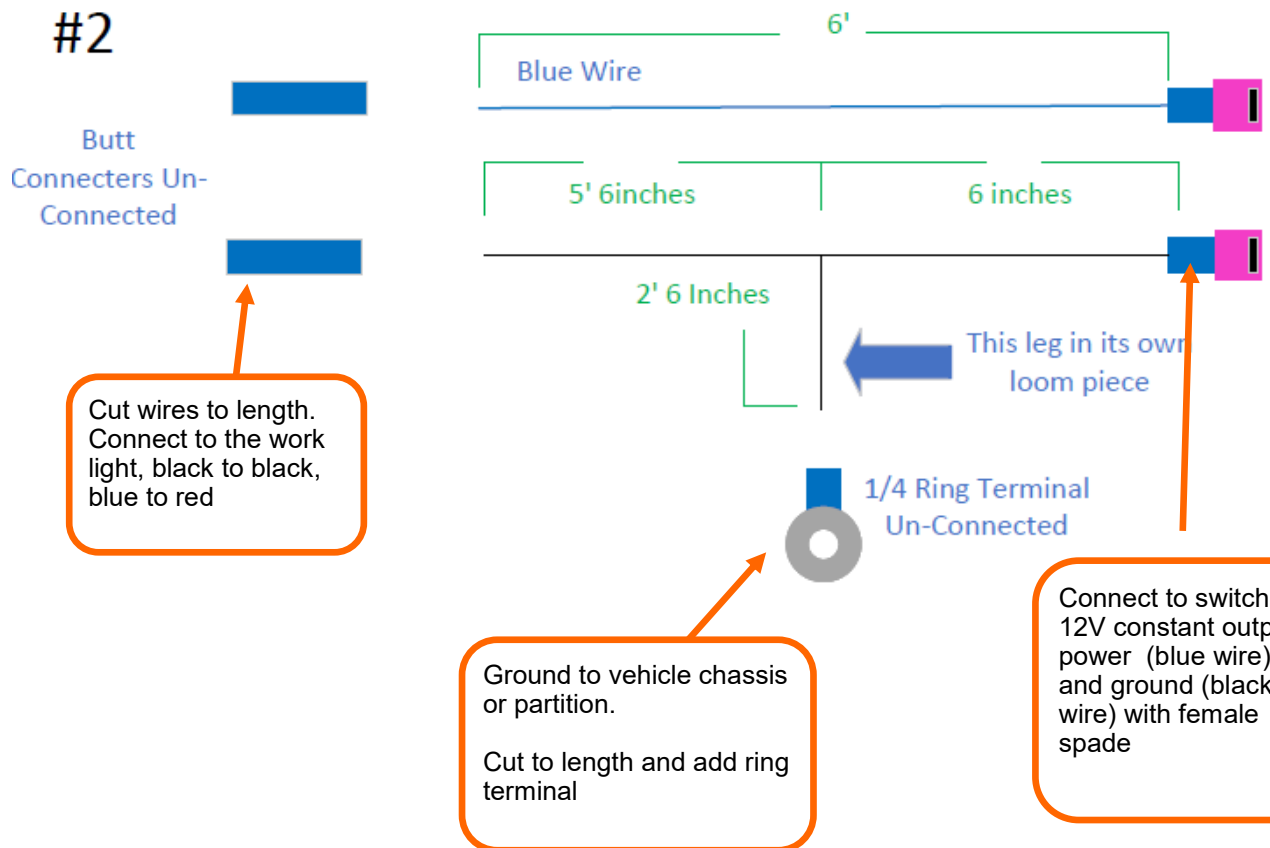 #2
6'
Blue Wire
Butt
Connecters Un-
Connected
5' 6inches
6 inches
2' 6 Inches
This leg in its own
loom piece
Cut wires to length.
Connect to the work
light, black to black,
blue to red
1/4 Ring Terminal
Un-Connected
Ground to vehicle chassis
or partition.
Cut to length and add ring
terminal
Connect to switch
12V constant outp
power (blue wire)
and ground (black
wire) with female
spade